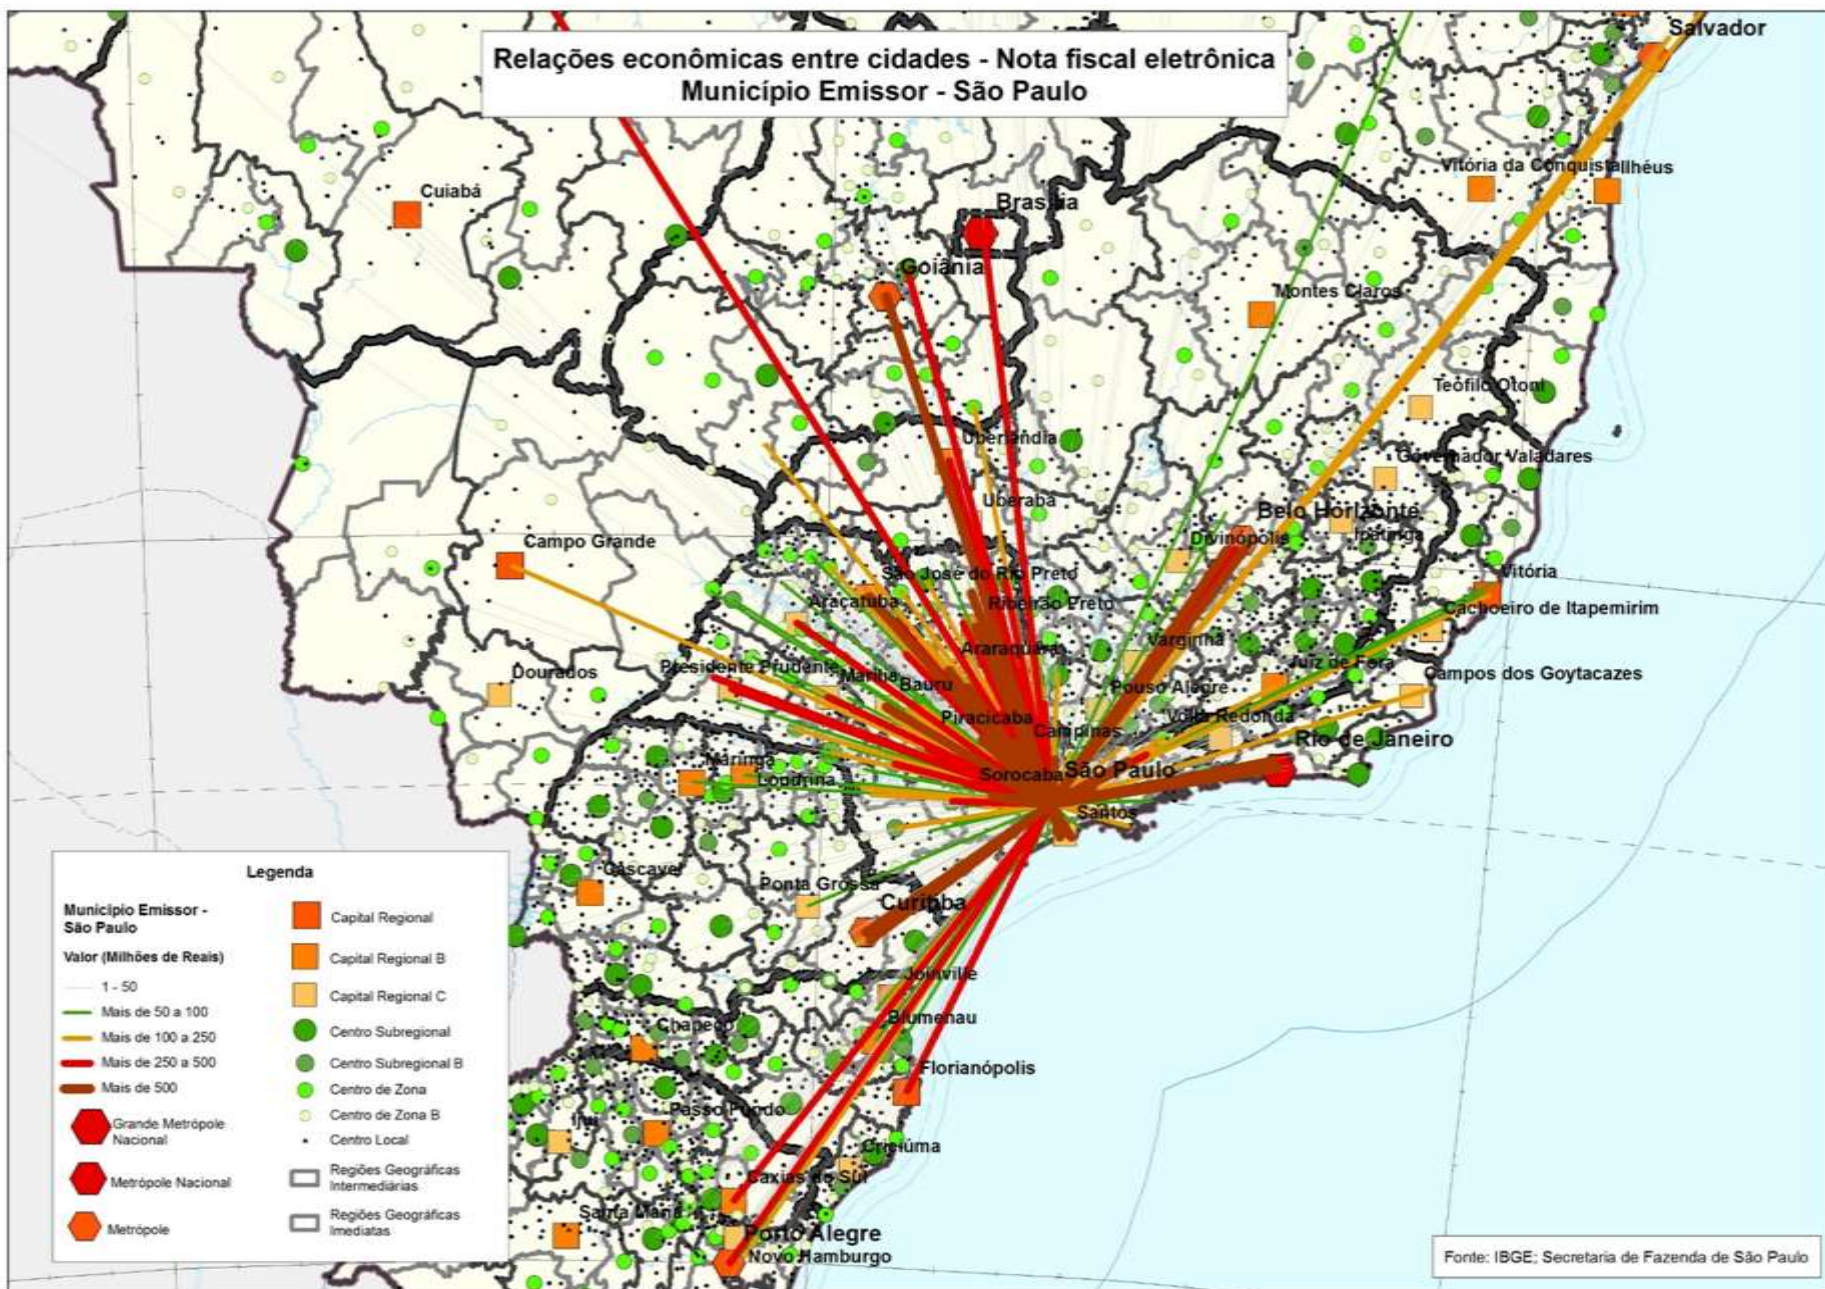 Relações econômicas entre cidades - Nota fiscal eletrônica
Município Emissor - São Paulo
Salvador
Vitória da Conquista
Ilhéus
Cuiabá
Brasília
Goiânia
Montes Claros
Teófilo Otoni
Uberlândia
Governador Valadares
Uberaba
Belo Horizonte
Ipatinga
Divinópolis
Campo Grande
São José do Rio Preto
Vitória
Araçatuba
Ribeirão Preto
Cachoeiro de Itapemirim
Araraquara
Varginha
Juiz de Fora
Dourados
Presidente Prudente
Marília
Bauru
Pouso Alegre
Campos dos Goytacazes
Piracicaba
Campinas
Volta Redonda
Rio de Janeiro
Maringá
Londrina
Sorocaba
São Paulo
Santos
Cascavel
Ponta Grossa
Curitiba
Joinville
Blumenau
Chapecó
Florianópolis
Ijuí
Passo Fundo
Criciúma
Caxias do Sul
Santa Maria
Porto Alegre
Novo Hamburgo
Legenda
Município Emissor -
São Paulo
Valor (Milhões de Reais)
1 - 50
Mais de 50 a 100
Mais de 100 a 250
Mais de 250 a 500
Mais de 500
Grande Metrópole
Nacional
Metrópole Nacional
Metrópole
Capital Regional
Capital Regional B
Capital Regional C
Centro Subregional
Centro Subregional B
Centro de Zona
Centro de Zona B
Centro Local
Regiões Geográficas
Intermediárias
Regiões Geográficas
Imediatas
Fonte: IBGE; Secretaria de Fazenda de São Paulo